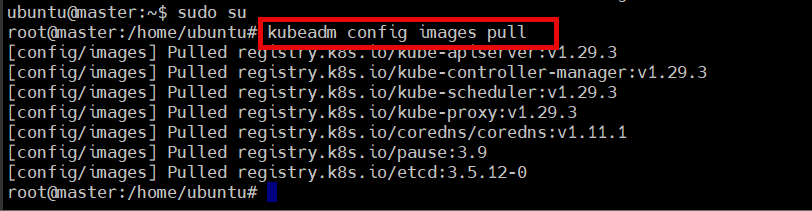 ubuntu@master:~$ sudo su
root@master:/home/ubuntu# kubeadm config images pull
[config/images] Pulled registry.k8s.io/kube-apiserver:v1.29.3
[config/images] Pulled registry.k8s.io/kube-controller-manager:v1.29.3
[config/images] Pulled registry.k8s.io/kube-scheduler:v1.29.3
[config/images] Pulled registry.k8s.io/kube-proxy:v1.29.3
[config/images] Pulled registry.k8s.io/coredns/coredns:v1.11.1
[config/images] Pulled registry.k8s.io/pause:3.9
[config/images] Pulled registry.k8s.io/etcd:3.5.12-0
root@master:/home/ubuntu#